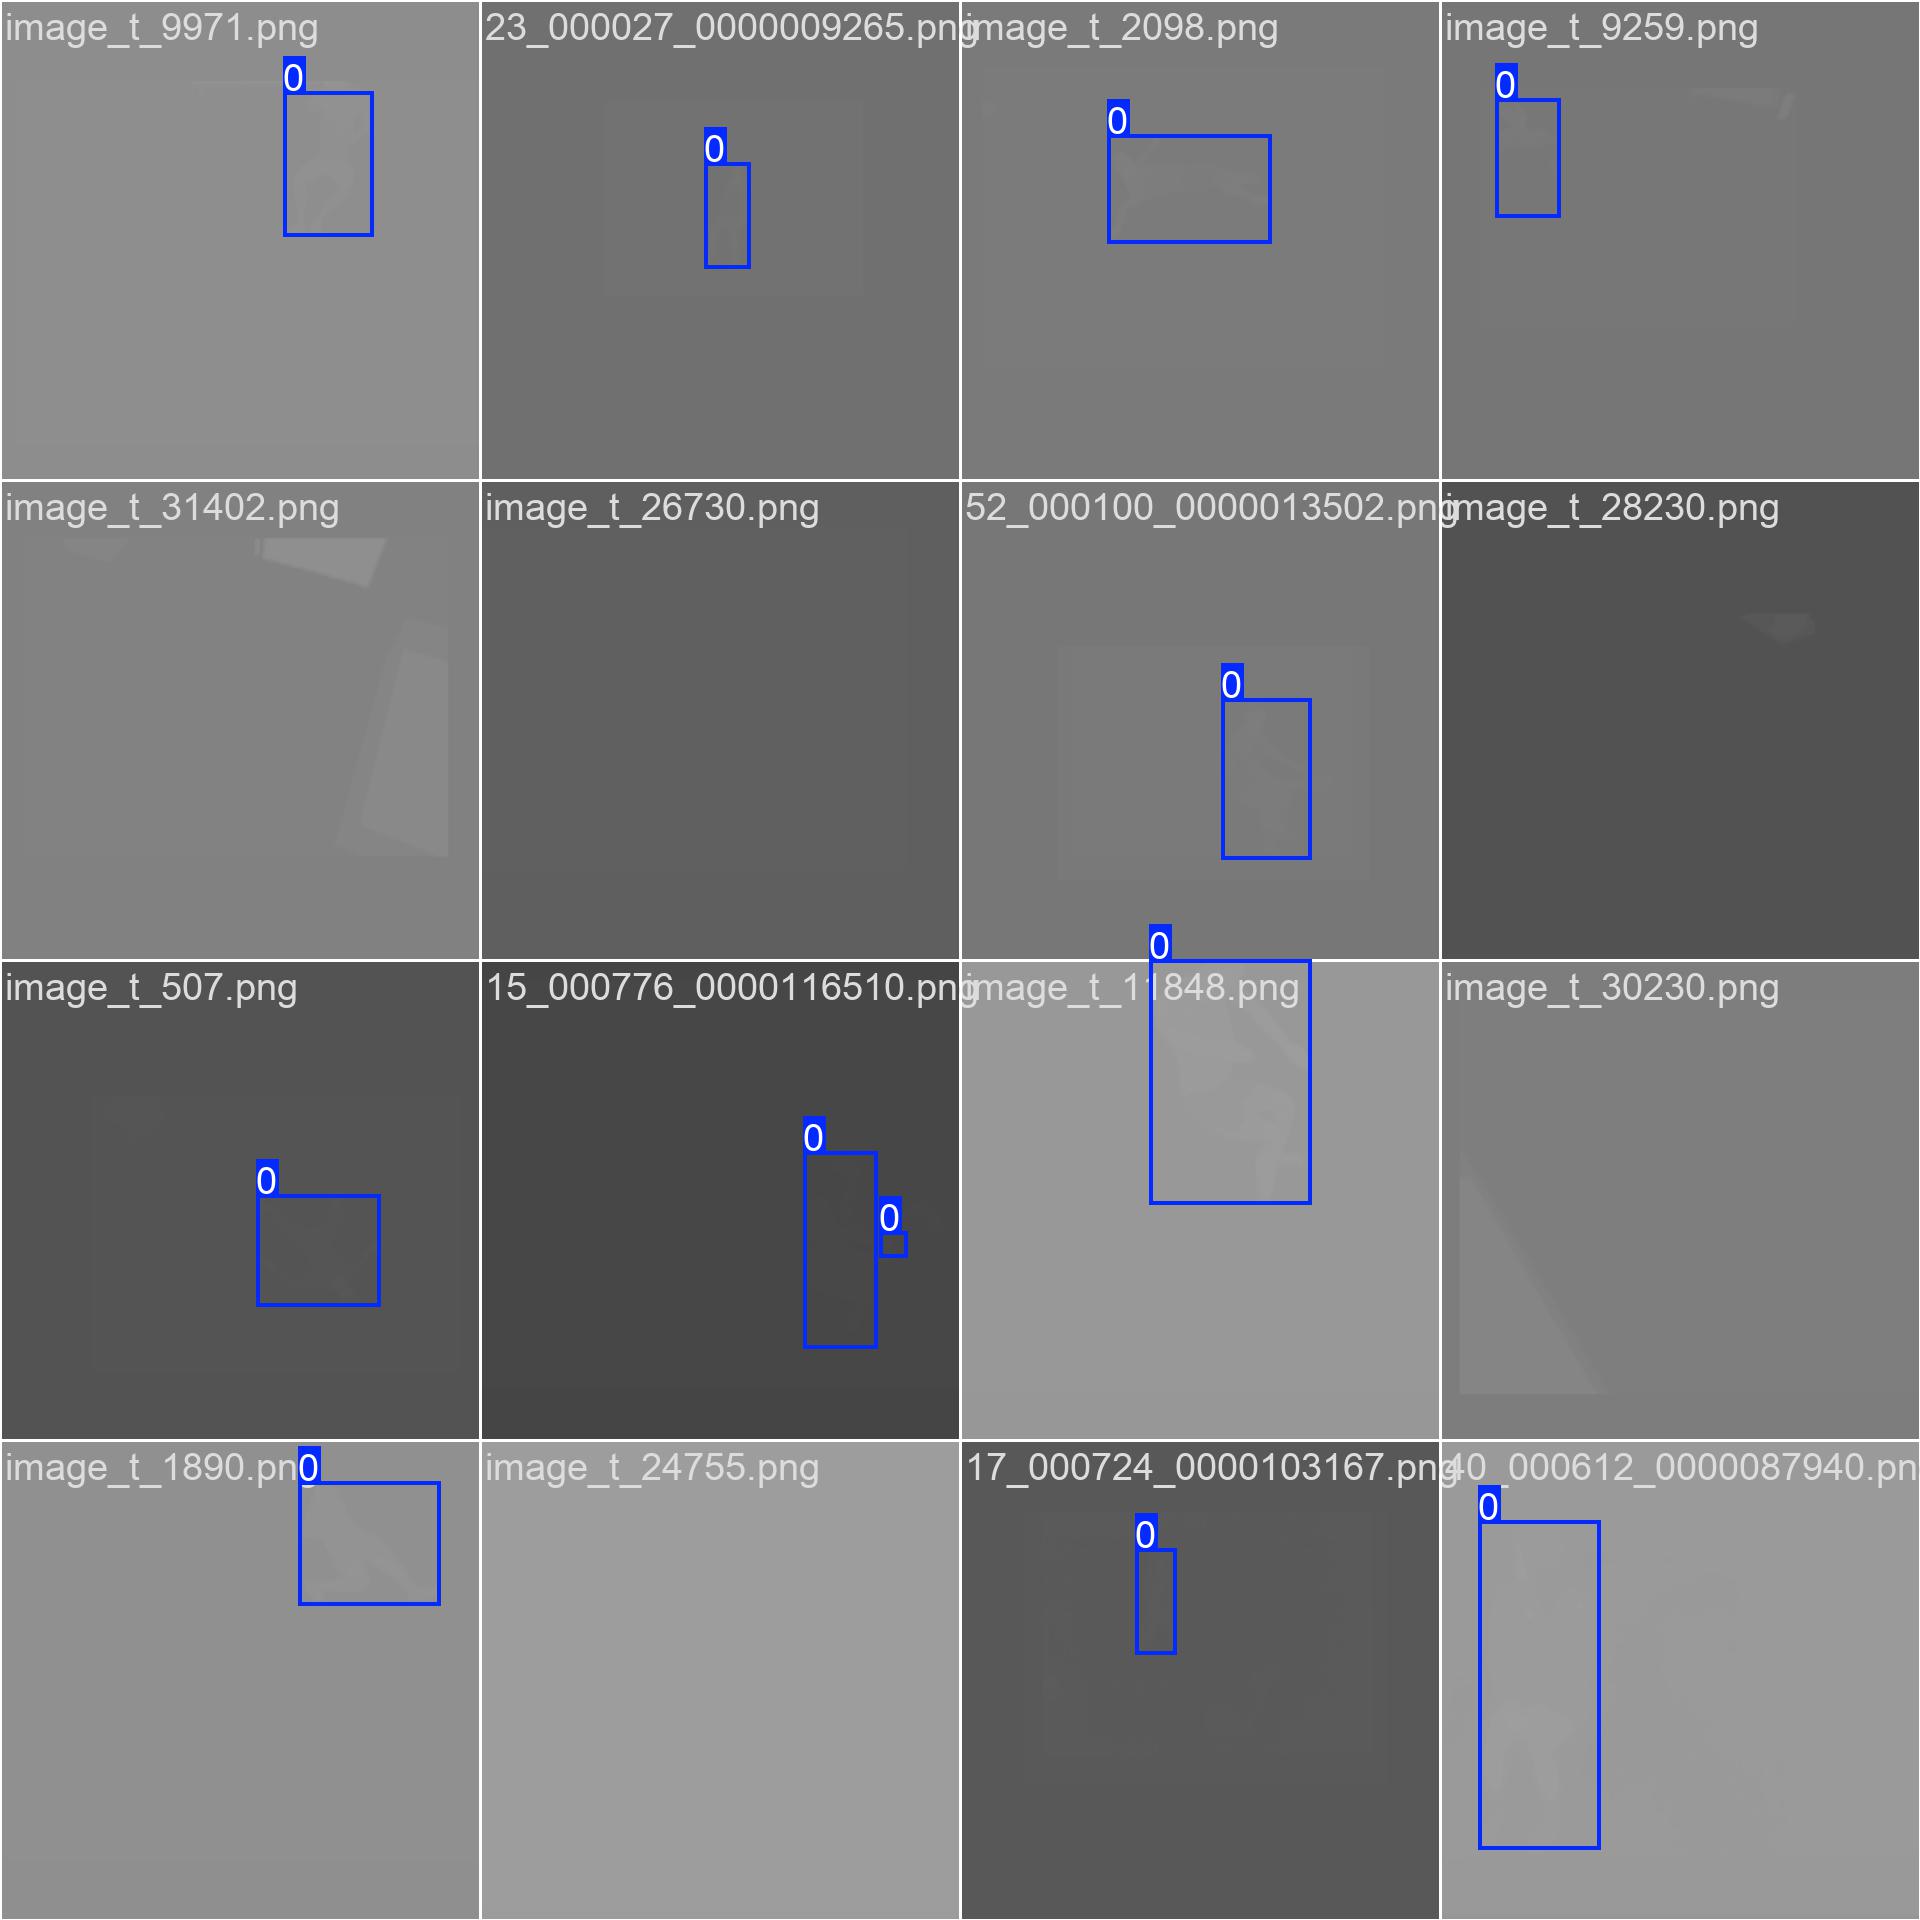 image_t_9971.png
23_000027_0000009265.png
image_t_2098.png
image_t_9259.png
0
0
0
0
image_t_31402.png
image_t_26730.png
52_000100_0000013502.png
image_t_28230.png
0
0
image_t_507.png
15_000776_0000116510.png
image_t_11848.png
image_t_30230.png
0
0
0
image_t_1890.png
0
image_t_24755.png
17_000724_0000103167.png
40_000612_0000087940.pn
0
0